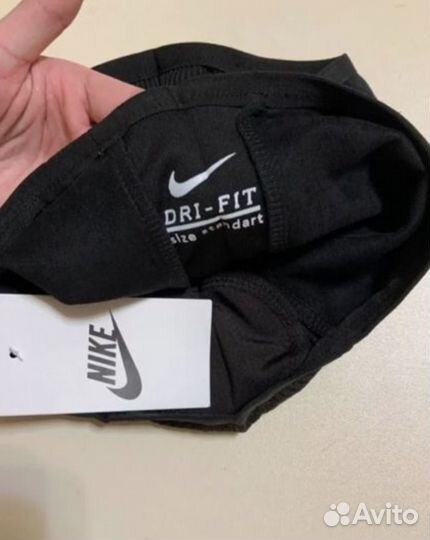 DRI-FIT
size standart
NIKE
Avito